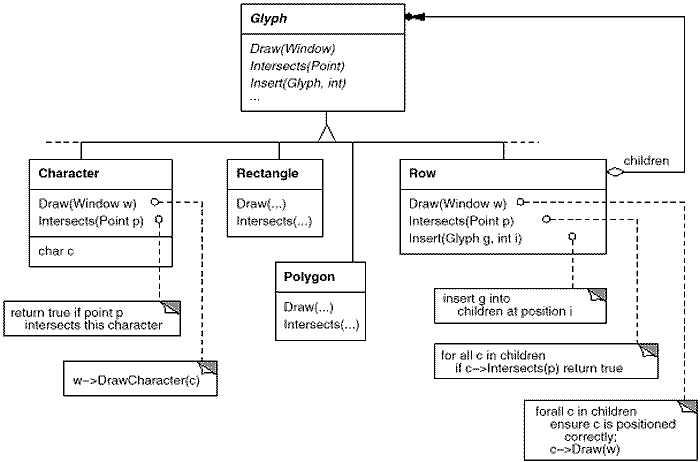 Glyph
Draw(Window)
Intersects(Point)
Insert(Glyph, int)
...
children
Character
Draw(Window w)
Intersects(Point p)
char c
Rectangle
Draw(...)
Intersects(...)
Row
Draw(Window w)
Intersects(Point p)
Insert(Glyph g, int i)
Polygon
Draw(...)
Intersects(...)
return true if point p
intersects this character
insert g into
children at position i
w->DrawCharacter(c)
for all c in children
if c->Intersects(p) return true
forall c in children
ensure c is positioned
correctly;
c->Draw(w)